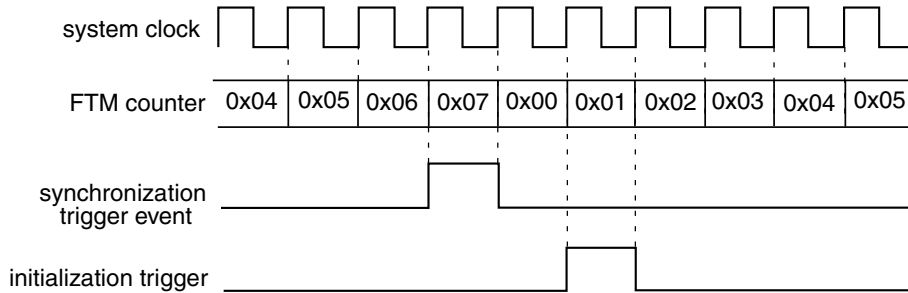 system clock
FTM counter 0x04 0x05 0x06 0x07 0x00 0x01 0x02 0x03 0x04 0x05
synchronization
trigger event
initialization trigger